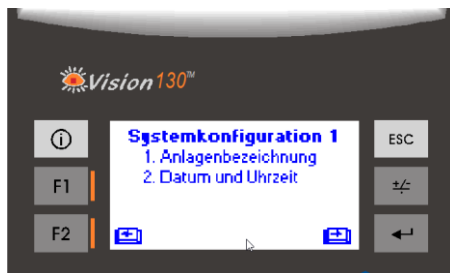 Vision130™
ESC
Systemkonfiguration 1
1. Anlagenbezeichnung
2. Datum und Uhrzeit
F1
+/-
F2